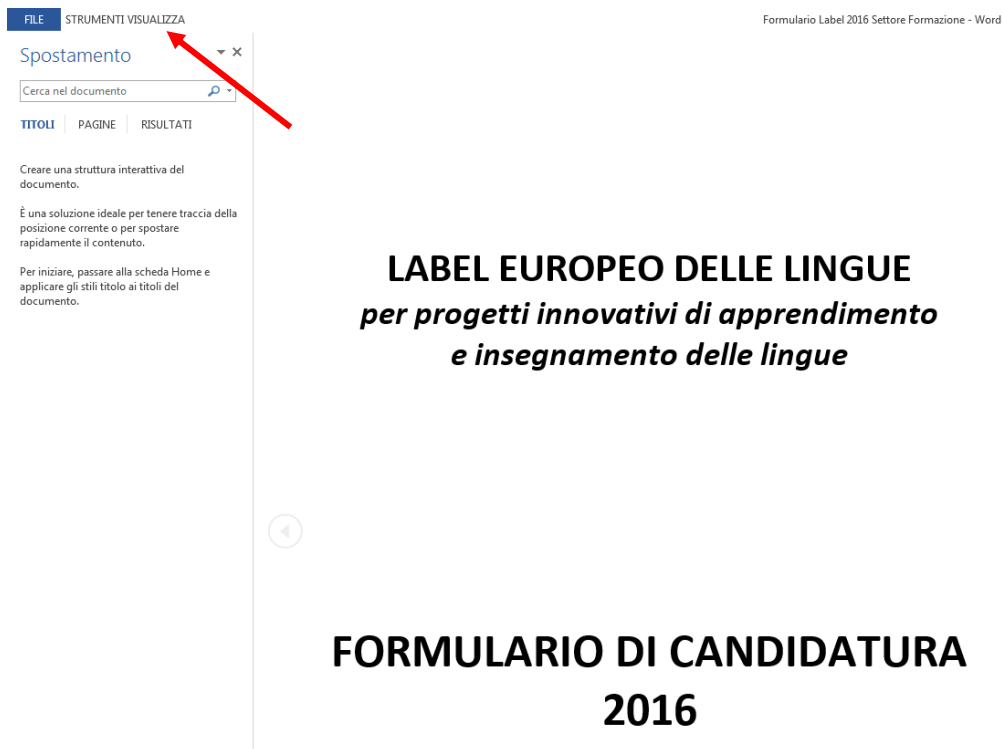 FILE STRUMENTI VISUALIZZA
Formulario Label 2016 Settore Formazione - Word
Spostamento
Cerca nel documento
TITOLI PAGINE RISULTATI
Creare una struttura interattiva del
documento.
È una soluzione ideale per tenere traccia della
posizione corrente o per spostare
rapidamente il contenuto.
Per iniziare, passare alla scheda Home e
applicare gli stili titolo ai titoli del
documento.
LABEL EUROPEO DELLE LINGUE
per progetti innovativi di apprendimento
e insegnamento delle lingue
FORMULARIO DI CANDIDATURA
2016